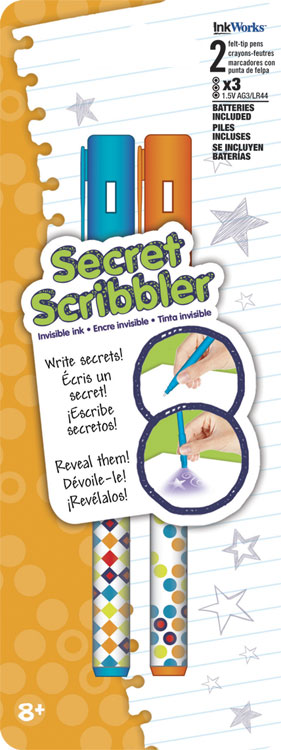 InkWorks™
2 felt-tip pens
crayons-feutres
marcadores con
punta de felpa
x3
1.5V AG3/LR44
BATTERIES
INCLUDED
PILES
INCLUSES
SE INCLUYEN
BATERÍAS
Secret
Scribbler
Invisible ink • Encre invisible • Tinta invisible
Write secrets!
Écris un
secret!
¡Escribe
secretos!
Reveal them!
Dévoile-le!
¡Revélalos!
8+